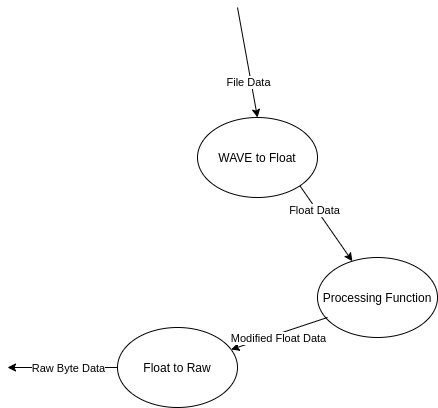 File Data
WAVE to Float
Float Data
Processing Function
Modified Float Data
Float to Raw
Raw Byte Data